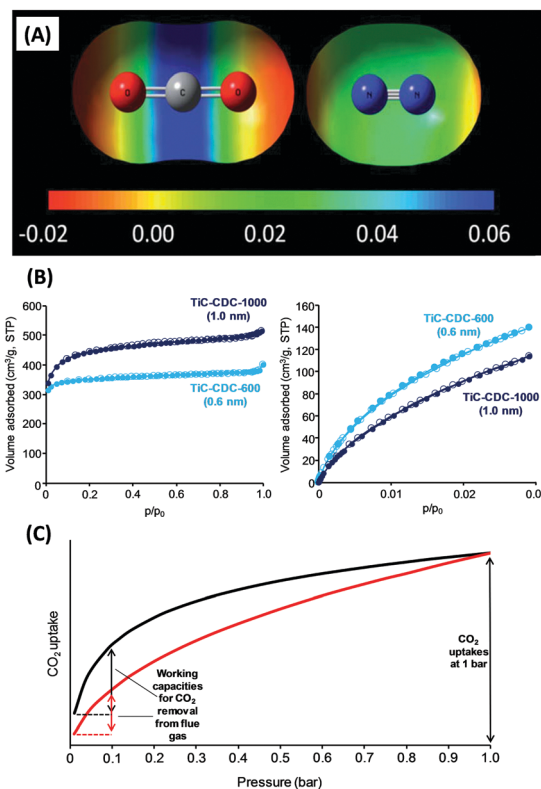 (A)
O C O N N
-0.02 0.00 0.02 0.04 0.06
(B)
Volume adsorbed (cm³/g, STP)
600
500
400
300
200
100
0
TiC-CDC-1000
(1.0 nm)
TiC-CDC-600
(0.6 nm)
0 0.2 0.4 0.6 0.8 1.0
p/p₀
Volume adsorbed (cm³/g, STP)
160
140
120
100
80
60
40
20
0
TiC-CDC-600
(0.6 nm)
TiC-CDC-1000
(1.0 nm)
0 0.01 0.02 0.0
p/p₀
(C)
CO₂ uptake
Working
capacities
for CO₂
removal
from flue
gas
CO₂
uptakes
at 1 bar
0 0.1 0.2 0.3 0.4 0.5 0.6 0.7 0.8 0.9 1.0
Pressure (bar)